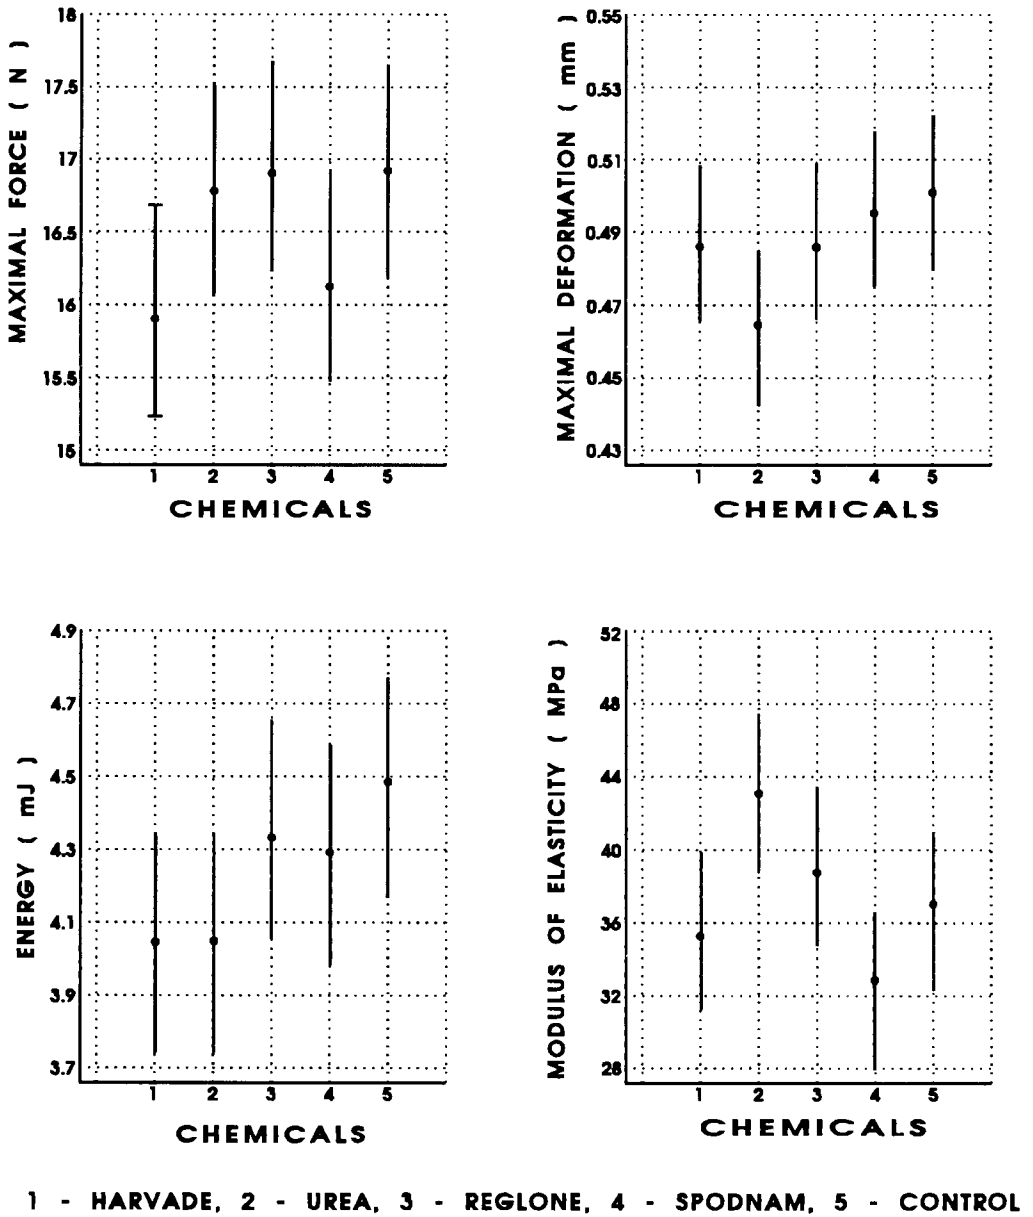 MAXIMAL FORCE ( N )
18
17.5
17
16.5
16
15.5
15
1 2 3 4 5
CHEMICALS
MAXIMAL DEFORMATION ( mm )
0.55
0.53
0.51
0.49
0.47
0.45
0.43
1 2 3 4 5
CHEMICALS
ENERGY ( mJ )
4.9
4.7
4.5
4.3
4.1
3.9
3.7
1 2 3 4 5
CHEMICALS
MODULUS OF ELASTICITY ( MPa )
52
48
44
40
36
32
28
1 2 3 4 5
CHEMICALS
1 - HARVADE, 2 - UREA, 3 - REGLONE, 4 - SPODNAM, 5 - CONTROL